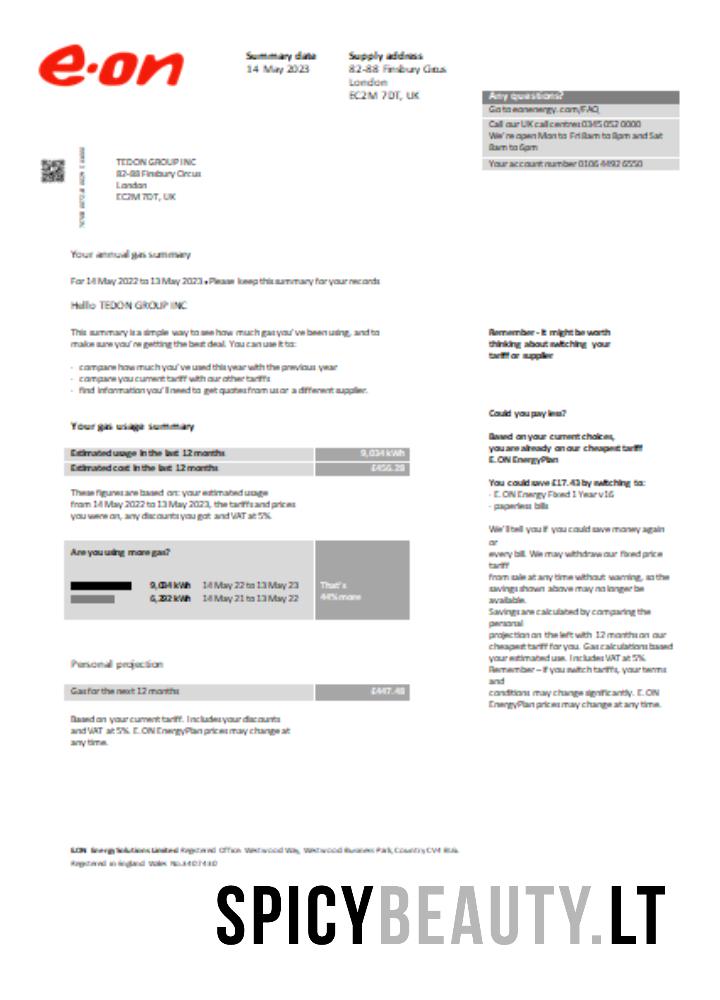 e·on
Summary date
14 May 2023
Supply address
82-88 Finsbury Circus
London
EC2M 7DT, UK
Any questions?
Go to eonenergy.com/FAQ
Call our UK call centres 0345 052 0000
We're open Mon to Fri 8am to 8pm and Sat
8am to 6pm
Your account number 0106 4492 6550
TEDON GROUP INC
82-88 Finsbury Circus
London
EC2M 7DT, UK
Your annual gas summary
For 14 May 2022 to 13 May 2023 • Please keep this summary for your records
Hello TEDON GROUP INC
This summary is a simple way to see how much gas you've been using, and to
make sure you're getting the best deal. You can use it to:
- compare how much you've used this year with the previous year
- compare you current tariff with our other tariffs
- find information you'll need to get quotes from us or a different supplier.
Your gas usage summary
Estimated usage in the last 12 months 9,034 kWh
Estimated cost in the last 12 months £456.28
These figures are based on: your estimated usage
from 14 May 2022 to 13 May 2023, the tariffs and prices
you were on, any discounts you got and VAT at 5%.
Are you using more gas?
9,034 kWh 14 May 22 to 13 May 23
6,292 kWh 14 May 21 to 13 May 22
That's
44% more
Personal projection
Gas for the next 12 months £447.48
Based on your current tariff. Includes your discounts
and VAT at 5%. E.ON EnergyPlan prices may change at
any time.
Remember - it might be worth
thinking about switching your
tariff or supplier
Could you pay less?
Based on your current choices,
you are already on our cheapest tariff
E.ON EnergyPlan
You could save £17.43 by switching to:
- E.ON Energy Fixed 1 Year v16
- paperless bills
We'll tell you if you could save money again
or
every bill. We may withdraw our fixed price
tariff
from sale at any time without warning, so the
savings shown above may no longer be
available.
Savings are calculated by comparing the
personal
projection on the left with 12 months on our
cheapest tariff for you. Gas calculations based
your estimated use. Includes VAT at 5%.
Remember – if you switch tariffs, your terms
and
conditions may change significantly. E.ON
EnergyPlan prices may change at any time.
E.ON Energy Solutions Limited Registered Office Westwood Way, Westwood Business Park, Country CV4 8LG.
Registered in England Wales No.3407430
SPICYBEAUTY.LT